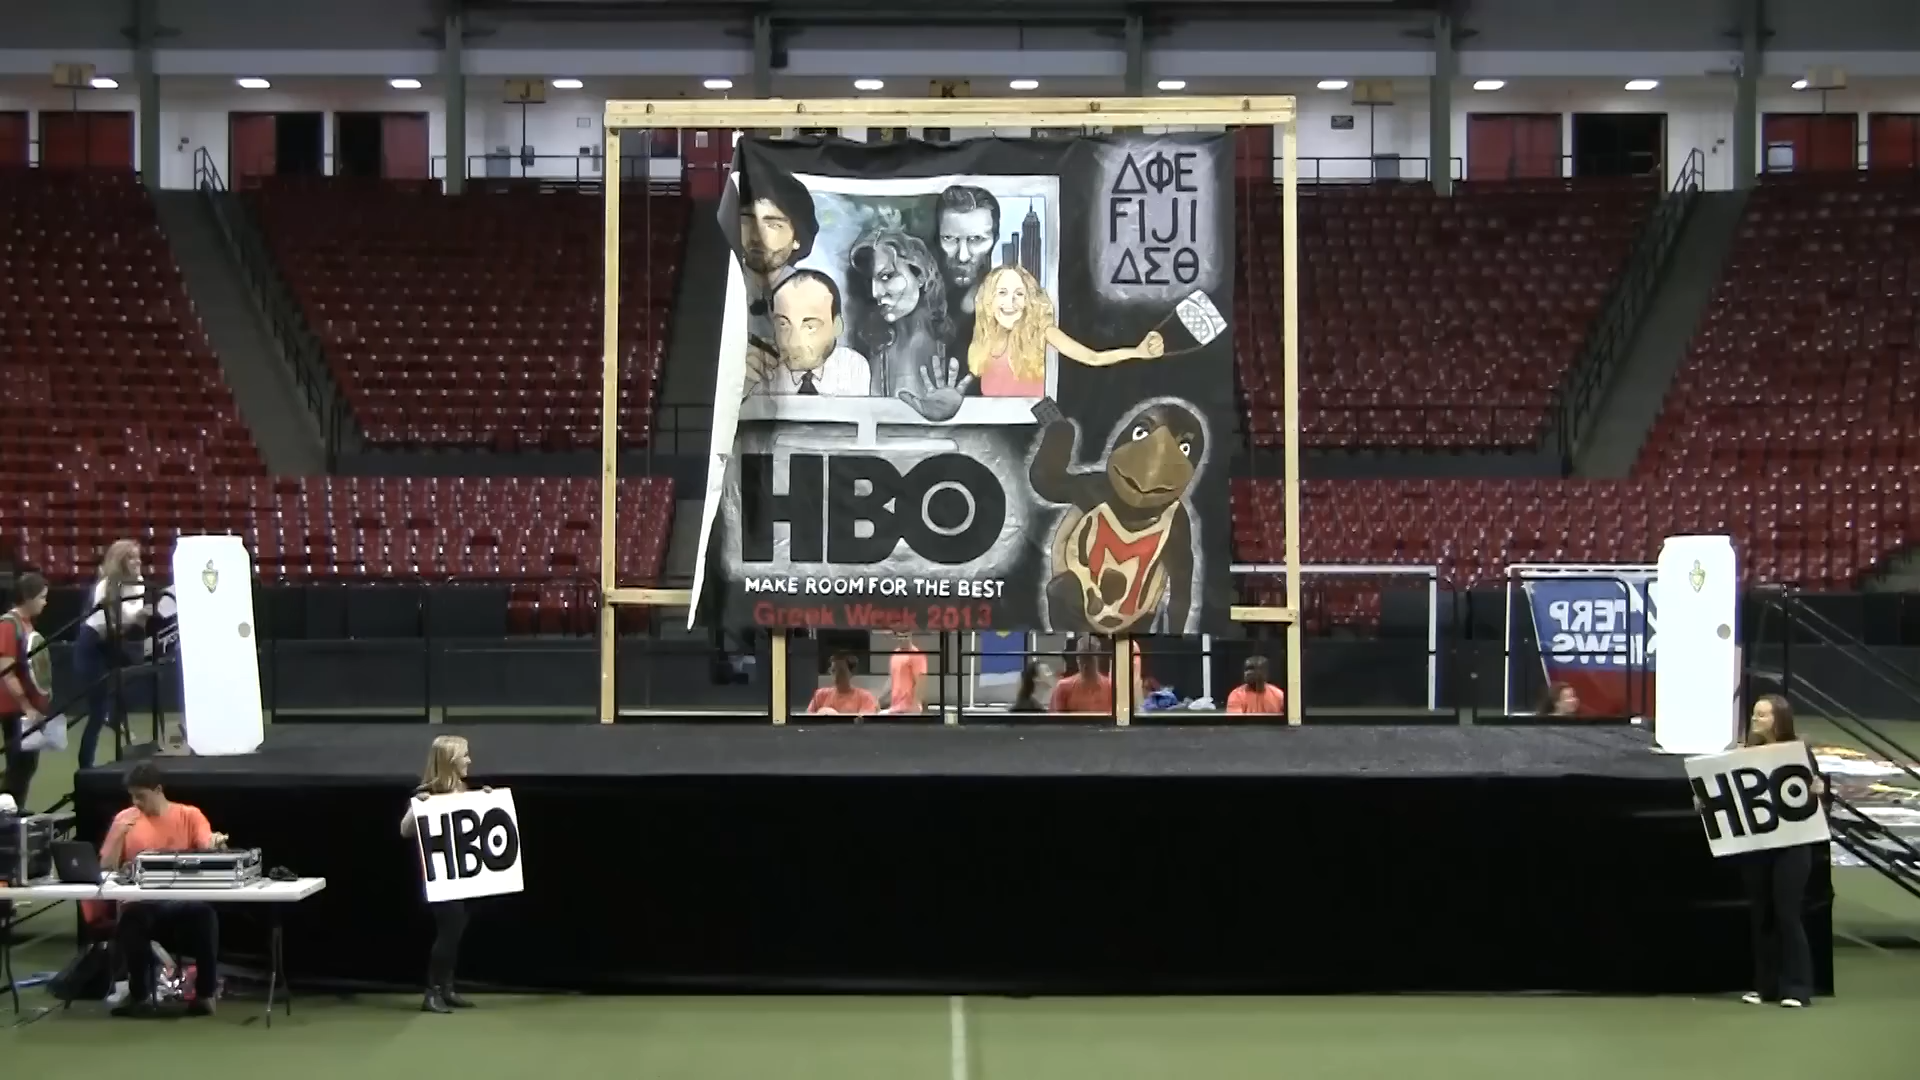 J
K
ΔΦΕ
FIJI
ΔΣΘ
HBO
MAKE ROOM FOR THE BEST
Greek Week 2013
M
TERP
NEWS
HBO
HBO